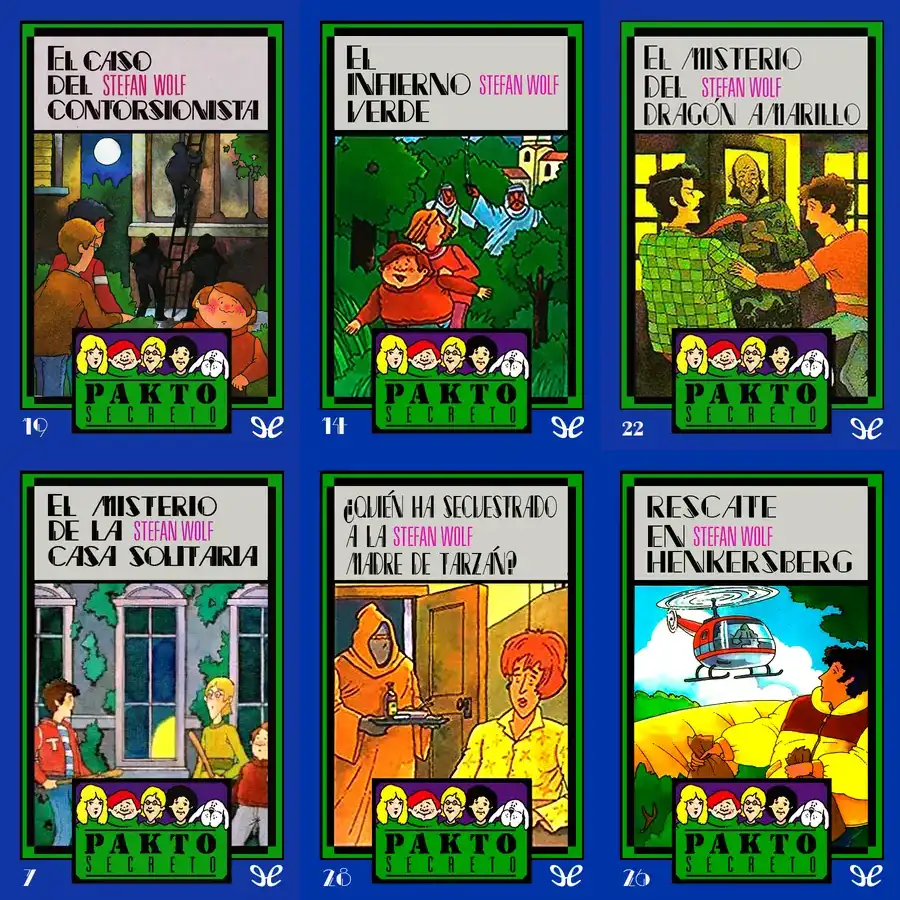 EL CASO
DEL STEFAN WOLF
CONTORSIONISTA
PAKTO
SECRETO
19
EL
INFIERNO STEFAN WOLF
VERDE
PAKTO
SECRETO
14
EL MISTERIO
DEL STEFAN WOLF
DRAGÓN AMARILLO
PAKTO
SECRETO
22
EL MISTERIO
DE LA STEFAN WOLF
CASA SOLITARIA
PAKTO
SECRETO
7
¿QUIÉN HA SECUESTRADO
A LA STEFAN WOLF
MADRE DE TARZÁN?
PAKTO
SECRETO
28
RESCATE
EN STEFAN WOLF
HENKERSBERG
PAKTO
SECRETO
26